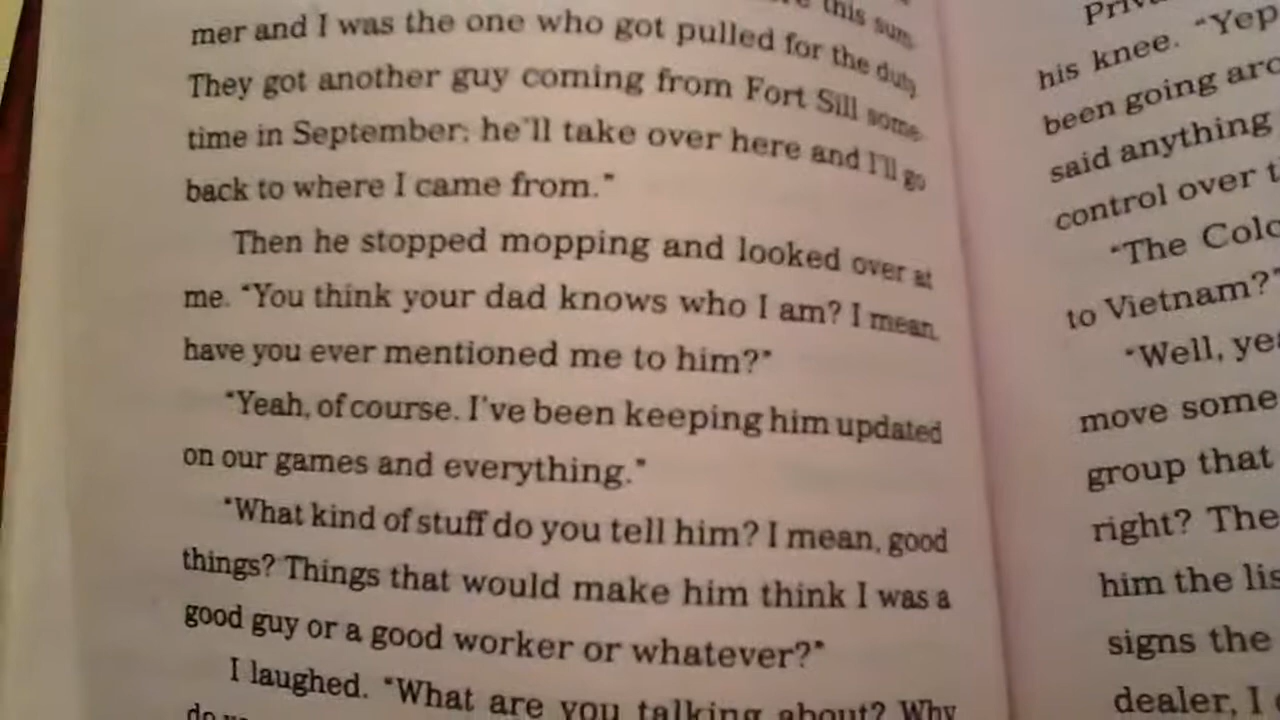 this sum
mer and I was the one who got pulled for the duty
They got another guy coming from Fort Sill some
time in September; he'll take over here and I'll go
back to where I came from."
Then he stopped mopping and looked over at
me. "You think your dad knows who I am? I mean,
have you ever mentioned me to him?"
"Yeah, of course. I've been keeping him updated
on our games and everything."
"What kind of stuff do you tell him? I mean, good
things? Things that would make him think I was a
good guy or a good worker or whatever?"
I laughed. "What are you talking about? Why
do
his knee. "Yep
been going
said anything
control over
"The
to Vietnam?"
"Well,
move some
group that
right? The
him the
signs the
dealer, I